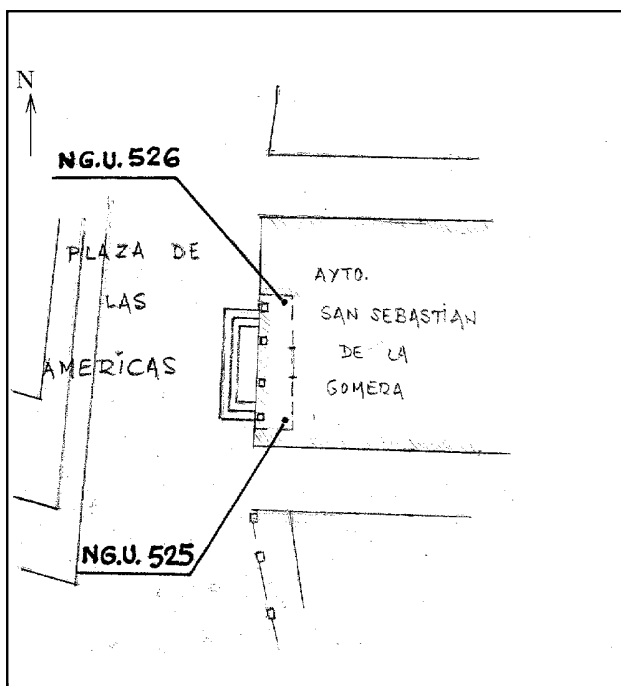 N
NG.U. 526
PLAZA DE
LAS
AMERICAS
AYTO.
SAN SEBASTIAN
DE LA
GOMERA
NG.U. 525